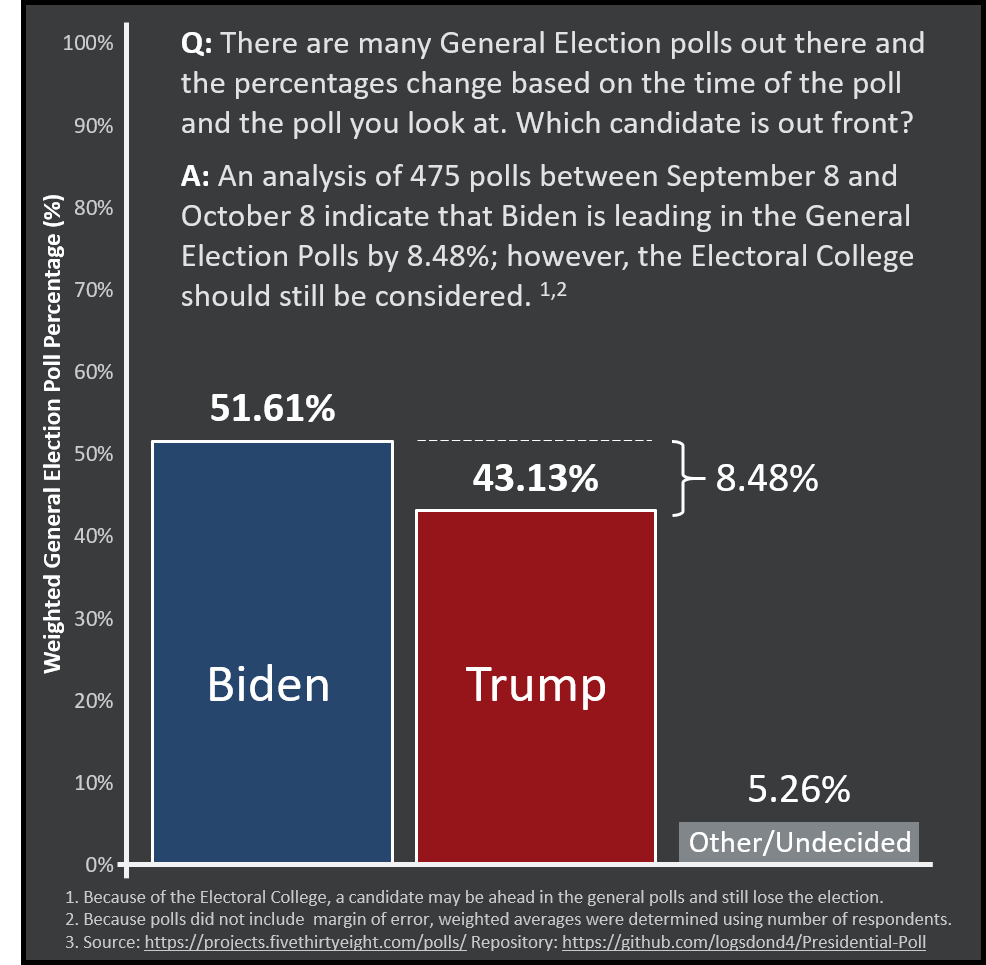 Q: There are many General Election polls out there and
the percentages change based on the time of the poll
and the poll you look at. Which candidate is out front?
A: An analysis of 475 polls between September 8 and
October 8 indicate that Biden is leading in the General
Election Polls by 8.48%; however, the Electoral College
should still be considered. 1,2
Weighted General Election Poll Percentage (%)
100%
90%
80%
70%
60%
50%
40%
30%
20%
10%
0%
51.61%
43.13%
8.48%
Biden
Trump
5.26%
Other/Undecided
1. Because of the Electoral College, a candidate may be ahead in the general polls and still lose the election.
2. Because polls did not include  margin of error, weighted averages were determined using number of respondents.
3. Source: https://projects.fivethirtyeight.com/polls/ Repository: https://github.com/logsdond4/Presidential-Poll